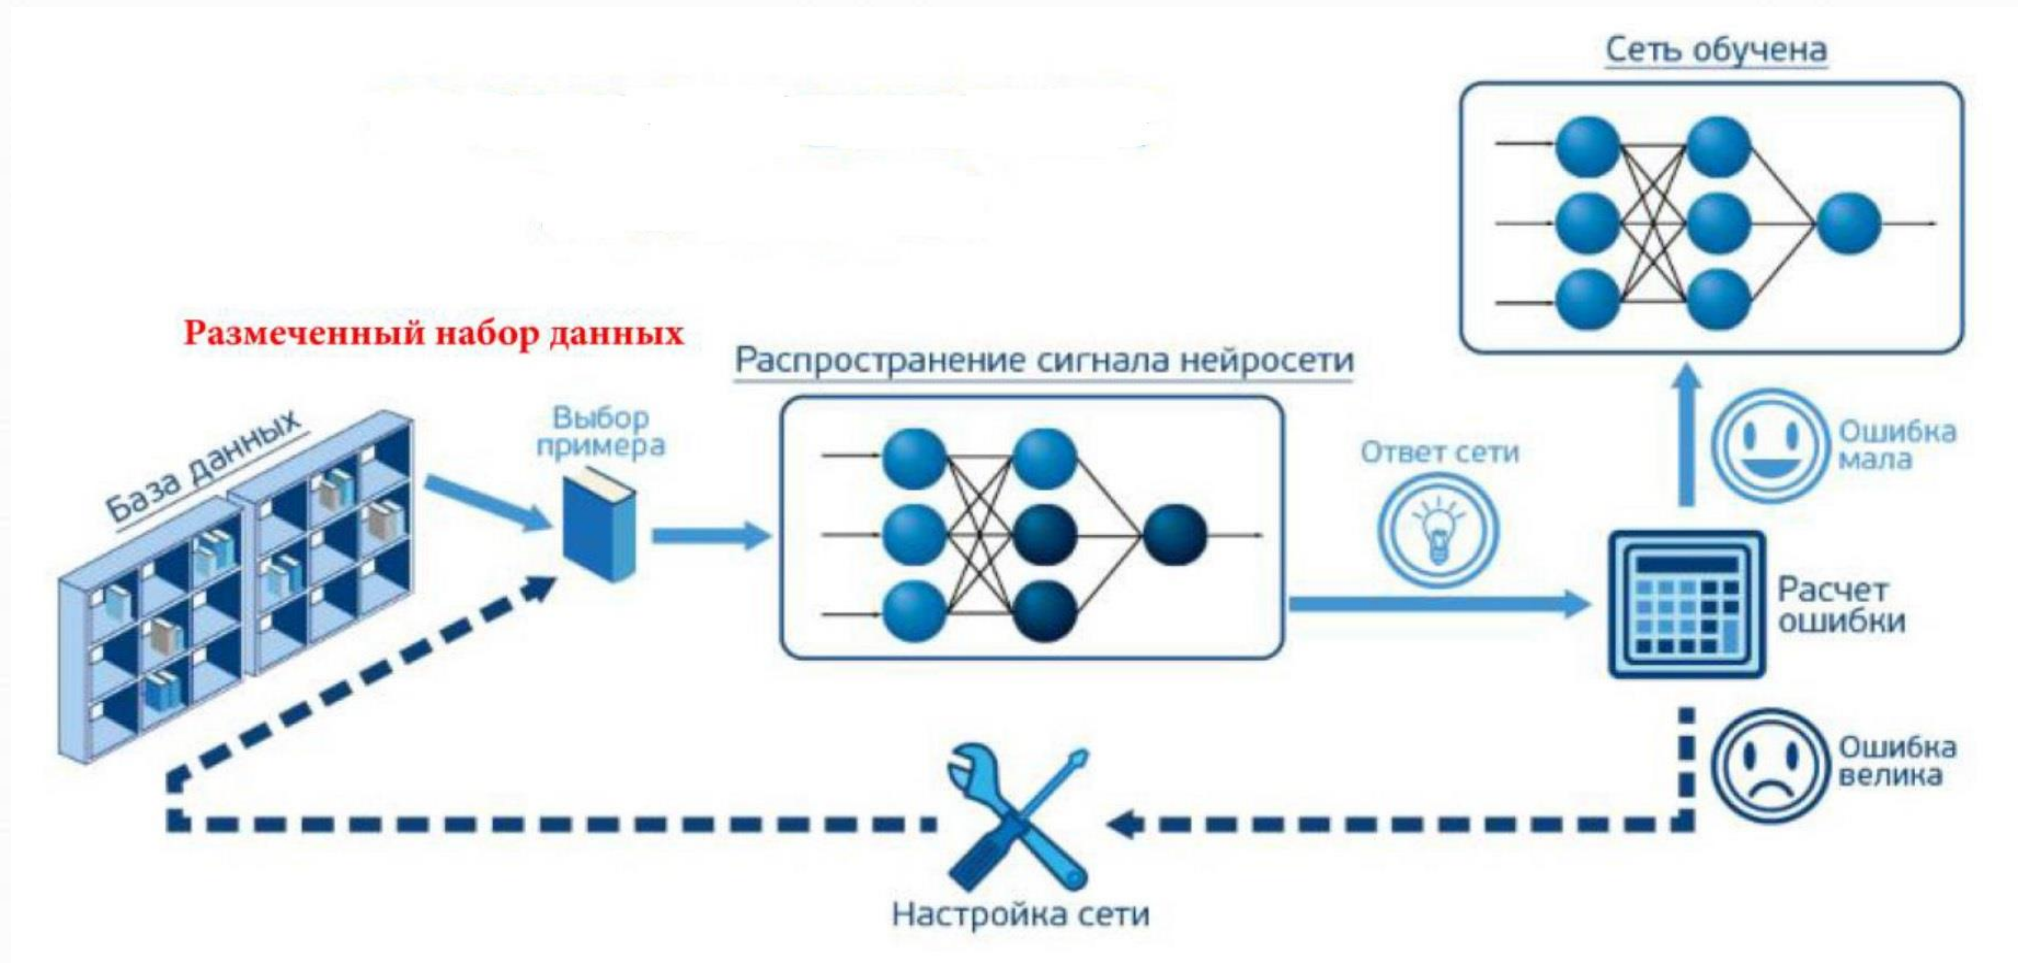 Сеть обучена
Размеченный набор данных
Распространение сигнала нейросети
База данных
Выбор
примера
Ответ сети
Ошибка
мала
Расчет
ошибки
Ошибка
велика
Настройка сети